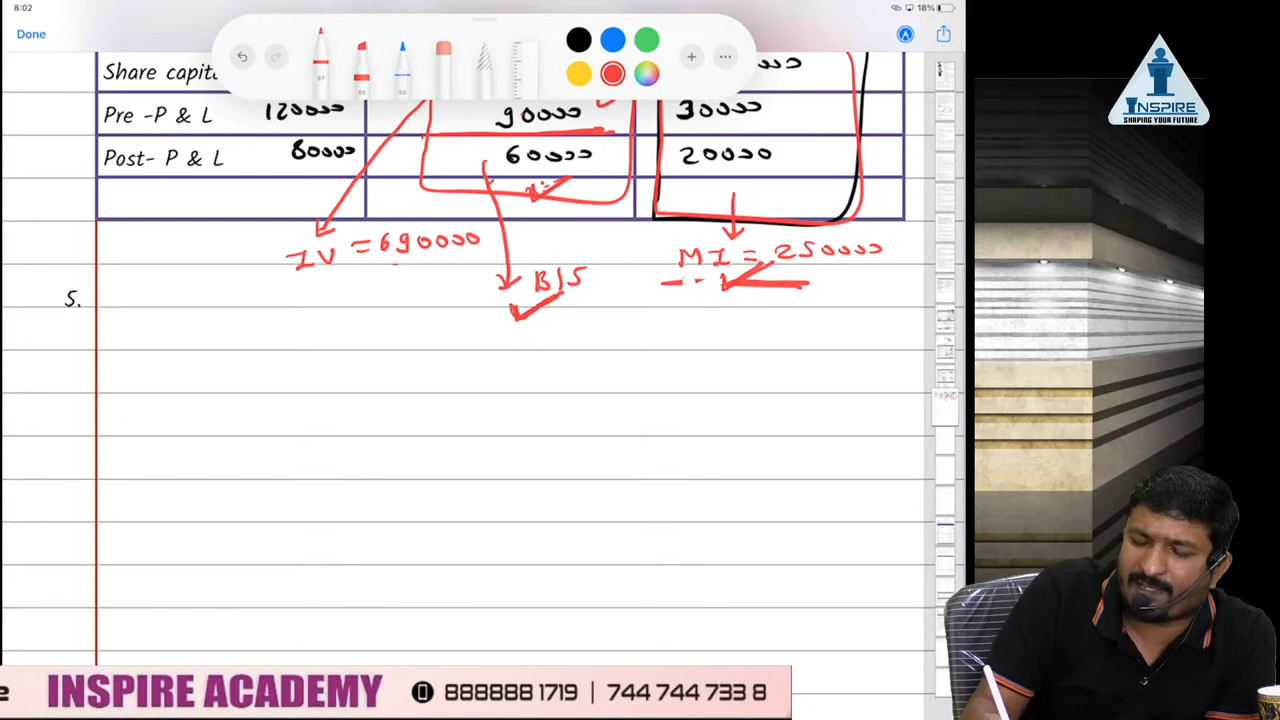 8:02
18%
Done
Share capit
Pre -P & L 120000 90000 30000
Post- P & L 80000 60000 20000
IV = 690000
MI = 250000
B/S
5.
INSPIRE
SHAPING YOUR FUTURE
INSPIRE ACADEMY 888888 1719 | 744 744 733 8